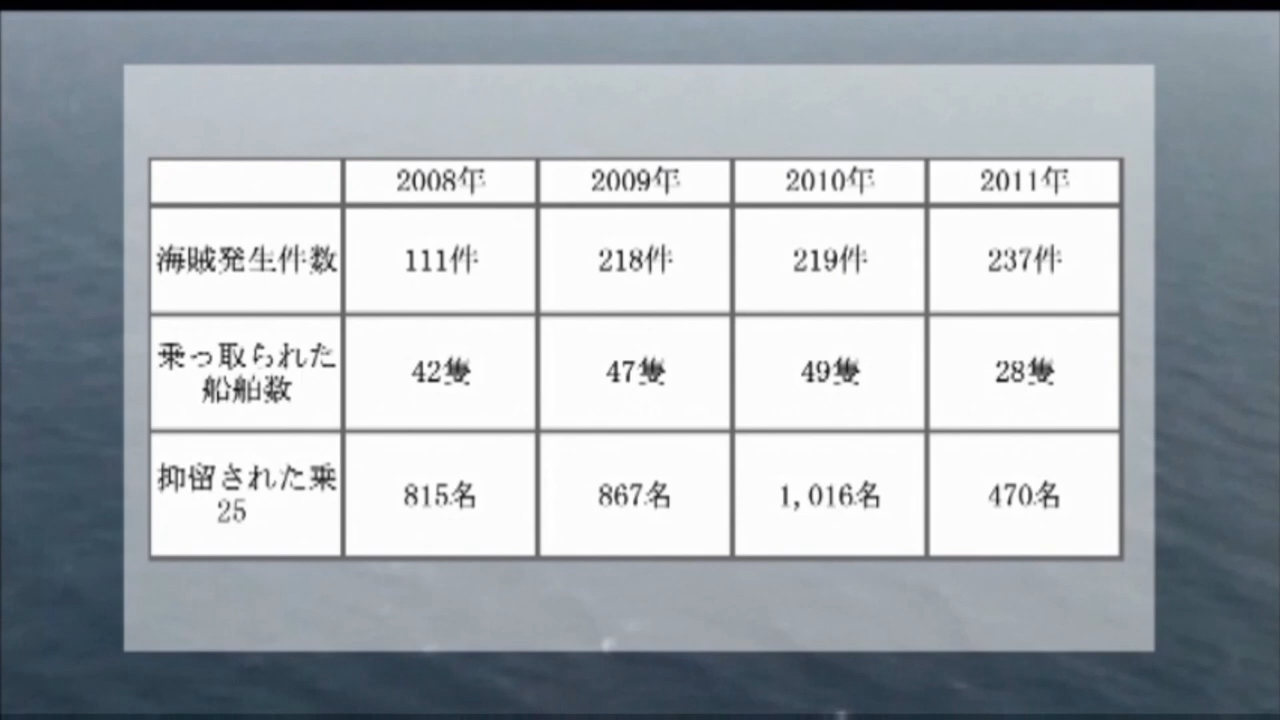 2008年 2009年 2010年 2011年
海賊発生件数 111件 218件 219件 237件
乗っ取られた
船舶数 42隻 47隻 49隻 28隻
抑留された乗
25 815名 867名 1,016名 470名